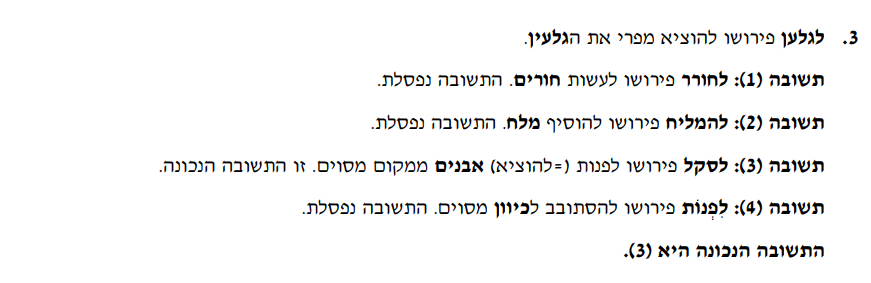 3. לגלען פירושו להוציא מפרי את הגלעין.
תשובה (1): לחורר פירושו לעשות חורים. התשובה נפסלת.
תשובה (2): להמליח פירושו להוסיף מלח. התשובה נפסלת.
תשובה (3): לסקל פירושו לפנות (=להוציא) אבנים ממקום מסוים. זו התשובה הנכונה.
תשובה (4): לִפְנוֹת פירושו להסתובב לכיוון מסוים. התשובה נפסלת.
התשובה הנכונה היא (3).